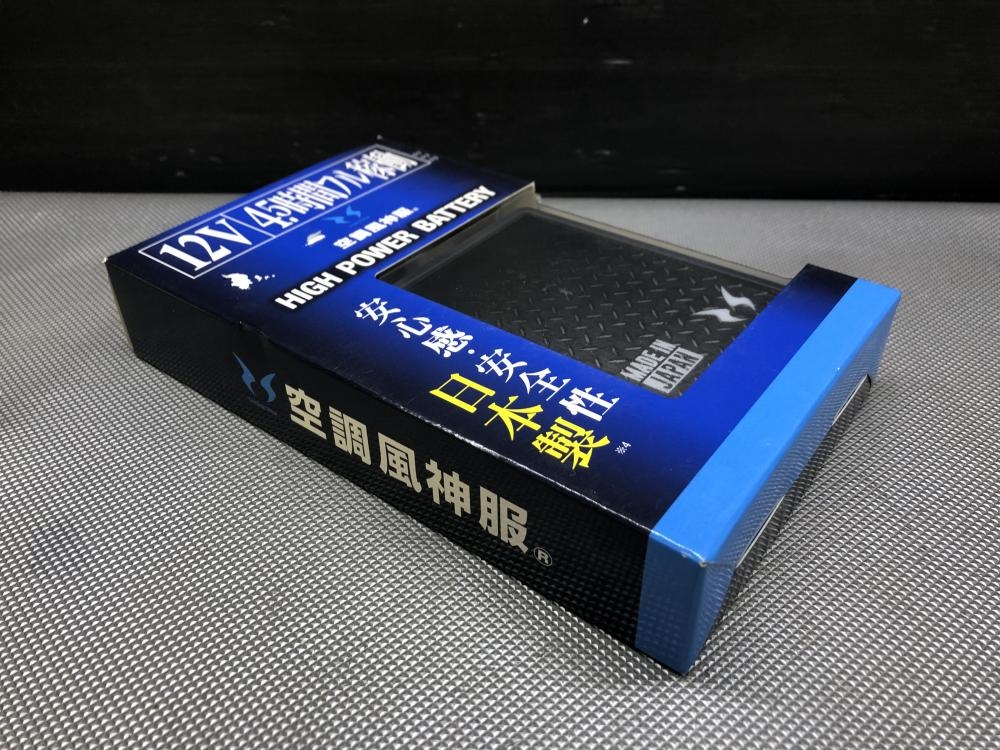 12V 4.5時間フル稼働
空調風神服®
HIGH POWER BATTERY
安心感・安全性
日本製
※4
MADE IN
JAPAN
空調風神服®